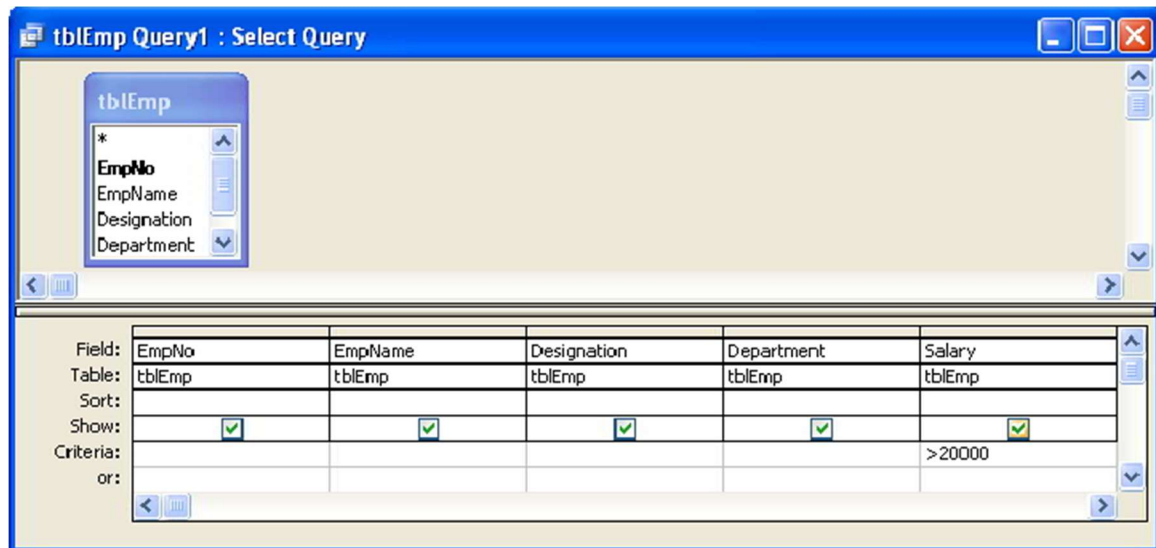 tblEmp Query1 : Select Query
tblEmp
*
EmpNo
EmpName
Designation
Department
Field: EmpNo EmpName Designation Department Salary
Table: tblEmp tblEmp tblEmp tblEmp tblEmp
Sort:
Show:
Criteria: >20000
or: